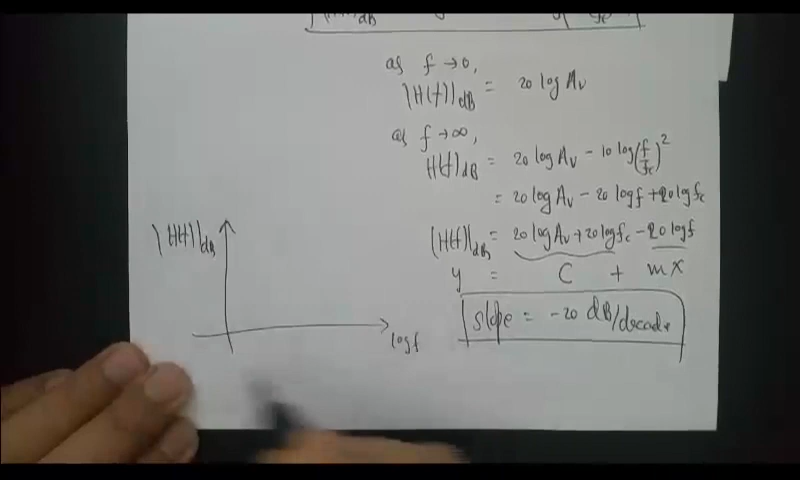 as f → 0,
|H(f)|dB = 20 log Av
as f → ∞,
H(f)dB = 20 log Av - 10 log(f/fc)²
= 20 log Av - 20 log f + 20 log fc
|H(f)|dB = 20 log Av + 20 log fc - 20 log f
y = C + mx
slope = -20 dB/decade
|H(f)|dB
log f